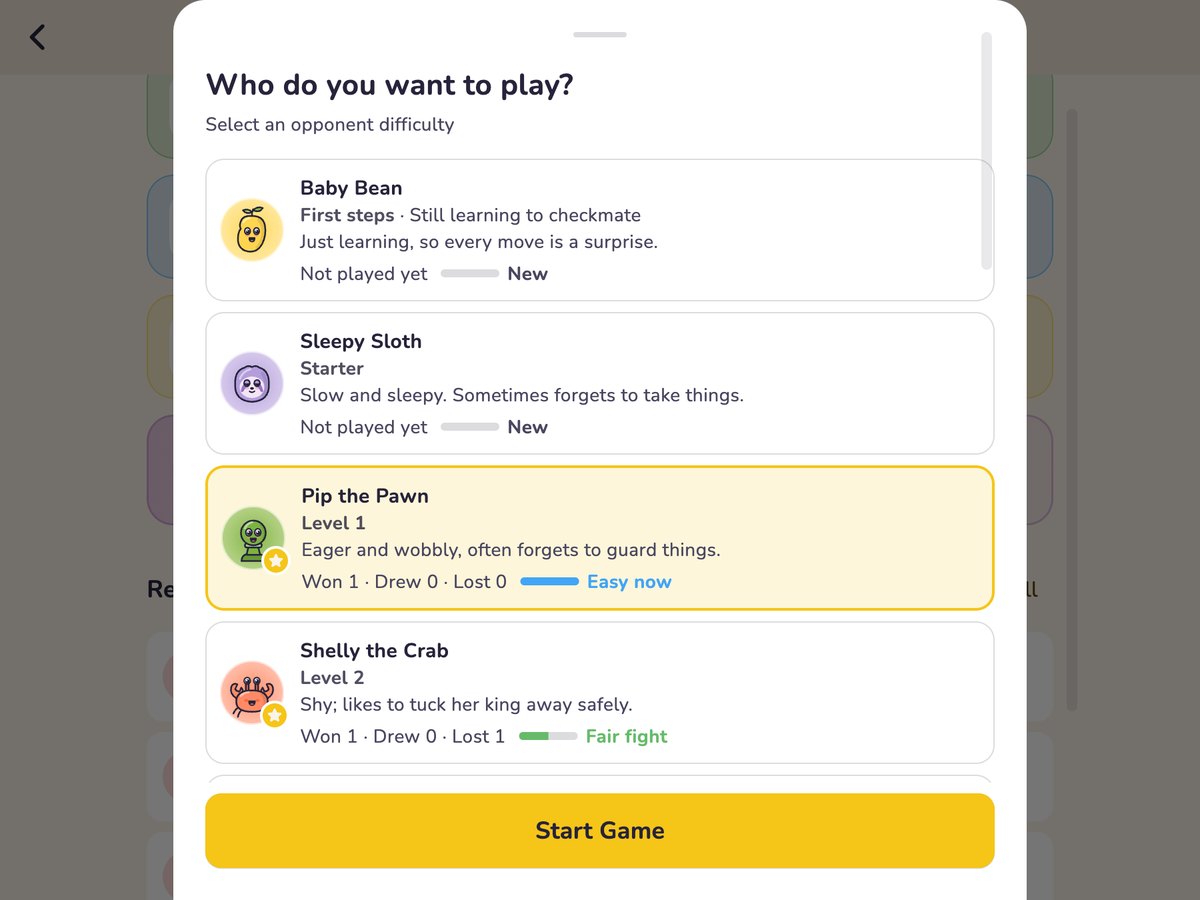 Who do you want to play?
Select an opponent difficulty
Baby Bean
First steps · Still learning to checkmate
Just learning, so every move is a surprise.
Not played yet New
Sleepy Sloth
Starter
Slow and sleepy. Sometimes forgets to take things.
Not played yet New
Pip the Pawn
Level 1
Eager and wobbly, often forgets to guard things.
Won 1 · Drew 0 · Lost 0 Easy now
Re ll
Shelly the Crab
Level 2
Shy; likes to tuck her king away safely.
Won 1 · Drew 0 · Lost 1 Fair fight
Start Game